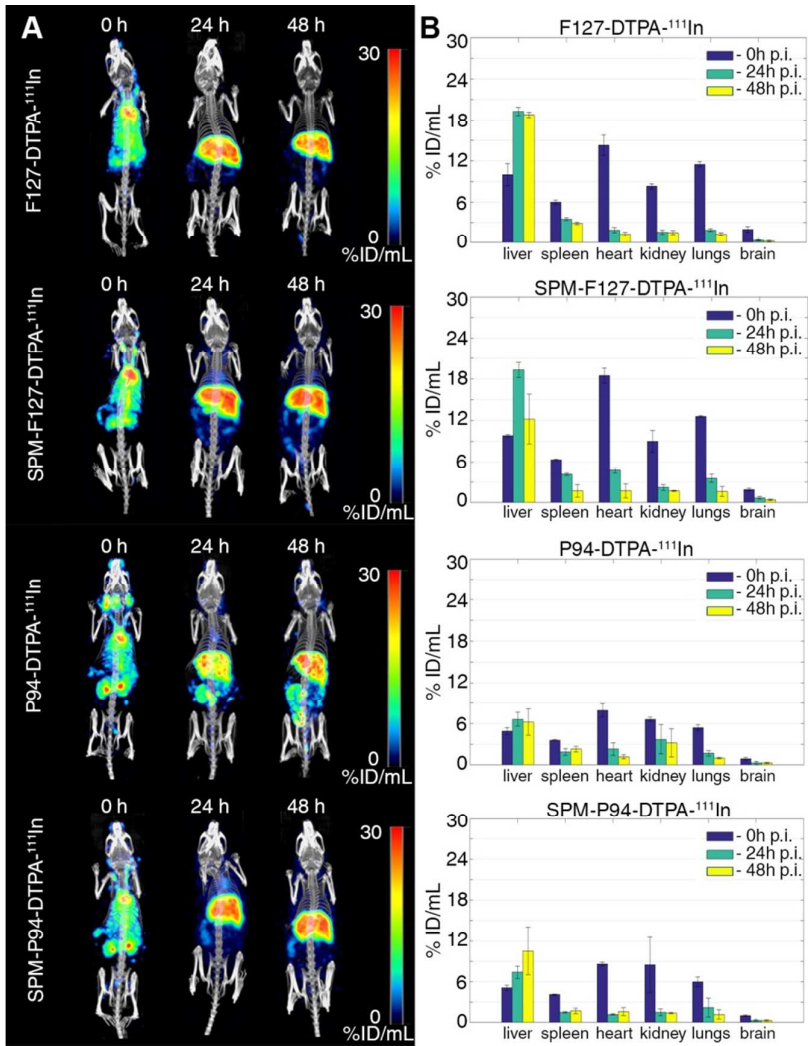 A
0 h 24 h 48 h
F127-DTPA-¹¹¹In
30
0
%ID/mL
0 h 24 h 48 h
SPM-F127-DTPA-¹¹¹In
30
0
%ID/mL
0 h 24 h 48 h
P94-DTPA-¹¹¹In
30
0
%ID/mL
0 h 24 h 48 h
SPM-P94-DTPA-¹¹¹In
30
0
%ID/mL
B
F127-DTPA-¹¹¹In
- 0h p.i.
- 24h p.i.
- 48h p.i.
% ID/mL
30
24
18
12
6
0
liver spleen heart kidney lungs brain
SPM-F127-DTPA-¹¹¹In
- 0h p.i.
- 24h p.i.
- 48h p.i.
% ID/mL
30
24
18
12
6
0
liver spleen heart kidney lungs brain
P94-DTPA-¹¹¹In
- 0h p.i.
- 24h p.i.
- 48h p.i.
% ID/mL
30
24
18
12
6
0
liver spleen heart kidney lungs brain
SPM-P94-DTPA-¹¹¹In
- 0h p.i.
- 24h p.i.
- 48h p.i.
% ID/mL
30
24
18
12
6
0
liver spleen heart kidney lungs brain